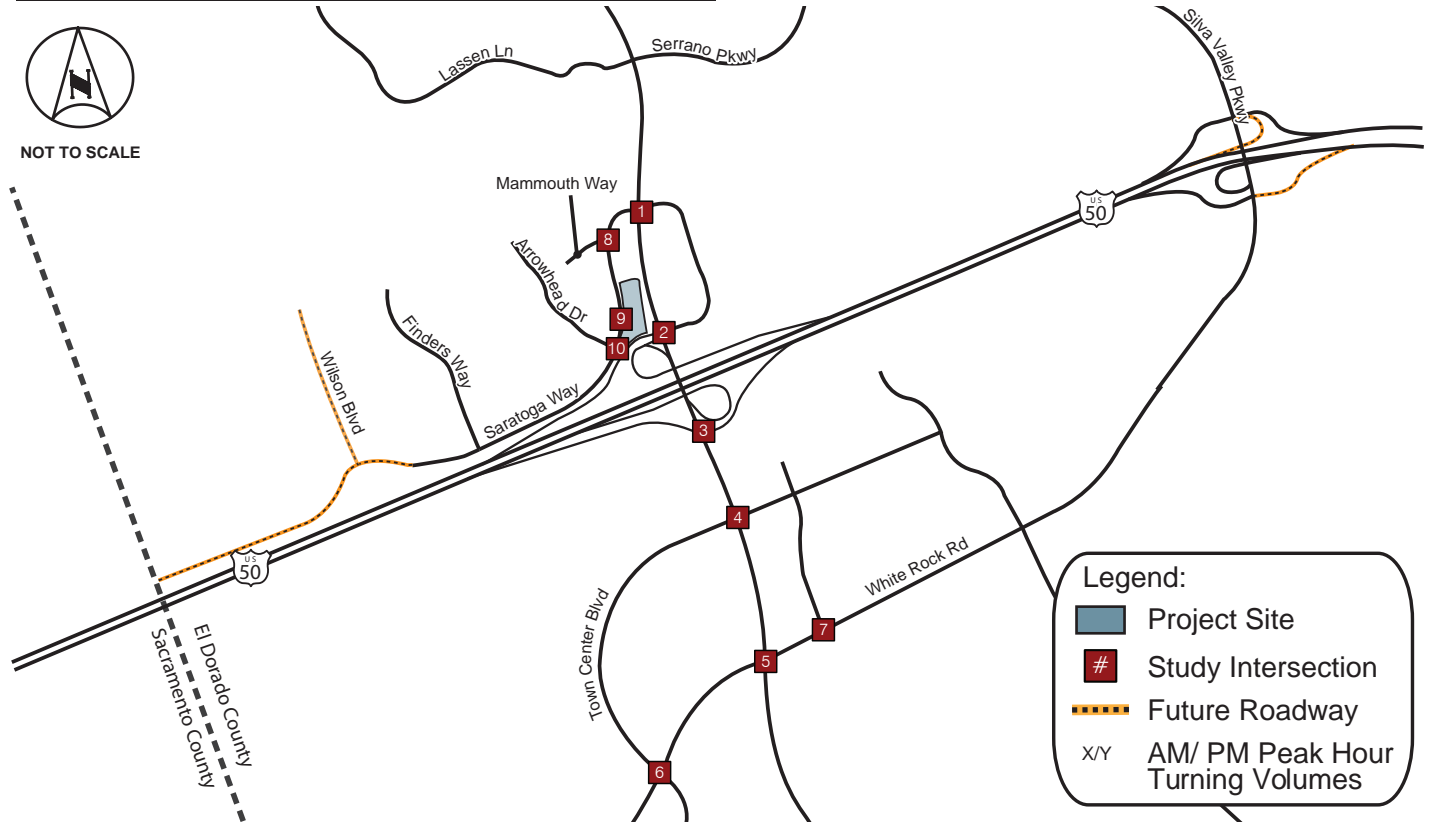 Silva Valley Pkwy
Lassen Ln
Serrano Pkwy
N
NOT TO SCALE
Mammouth Way
1
US
50
8
Arrowhead Dr
9
2
10
Finders Way
Wilson Blvd
Saratoga Way
3
4
US
50
White Rock Rd
Town Center Blvd
7
5
6
El Dorado County
Sacramento County
Legend:
Project Site
# Study Intersection
Future Roadway
X/Y AM/ PM Peak Hour
Turning Volumes